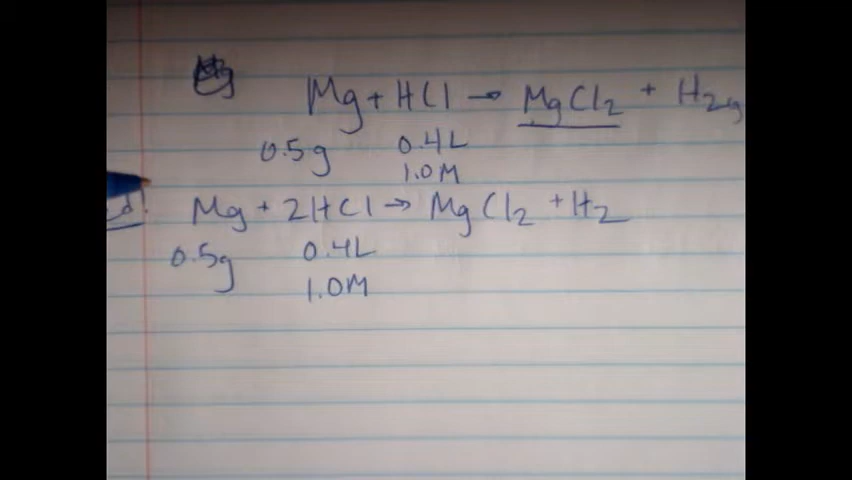 Mg + HCl → MgCl2 + H2g
0.5g 0.4L
1.0M
Mg + 2HCl → MgCl2 + H2
0.5g 0.4L
1.0M